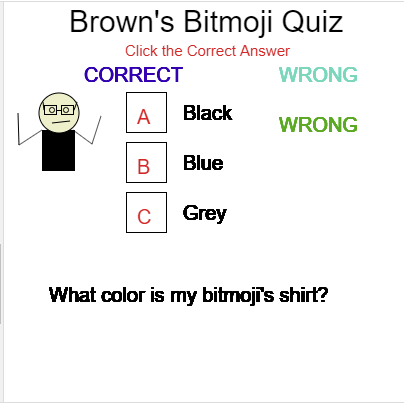 Brown's Bitmoji Quiz
Click the Correct Answer
CORRECT WRONG
A Black WRONG
B Blue
C Grey
What color is my bitmoji's shirt?